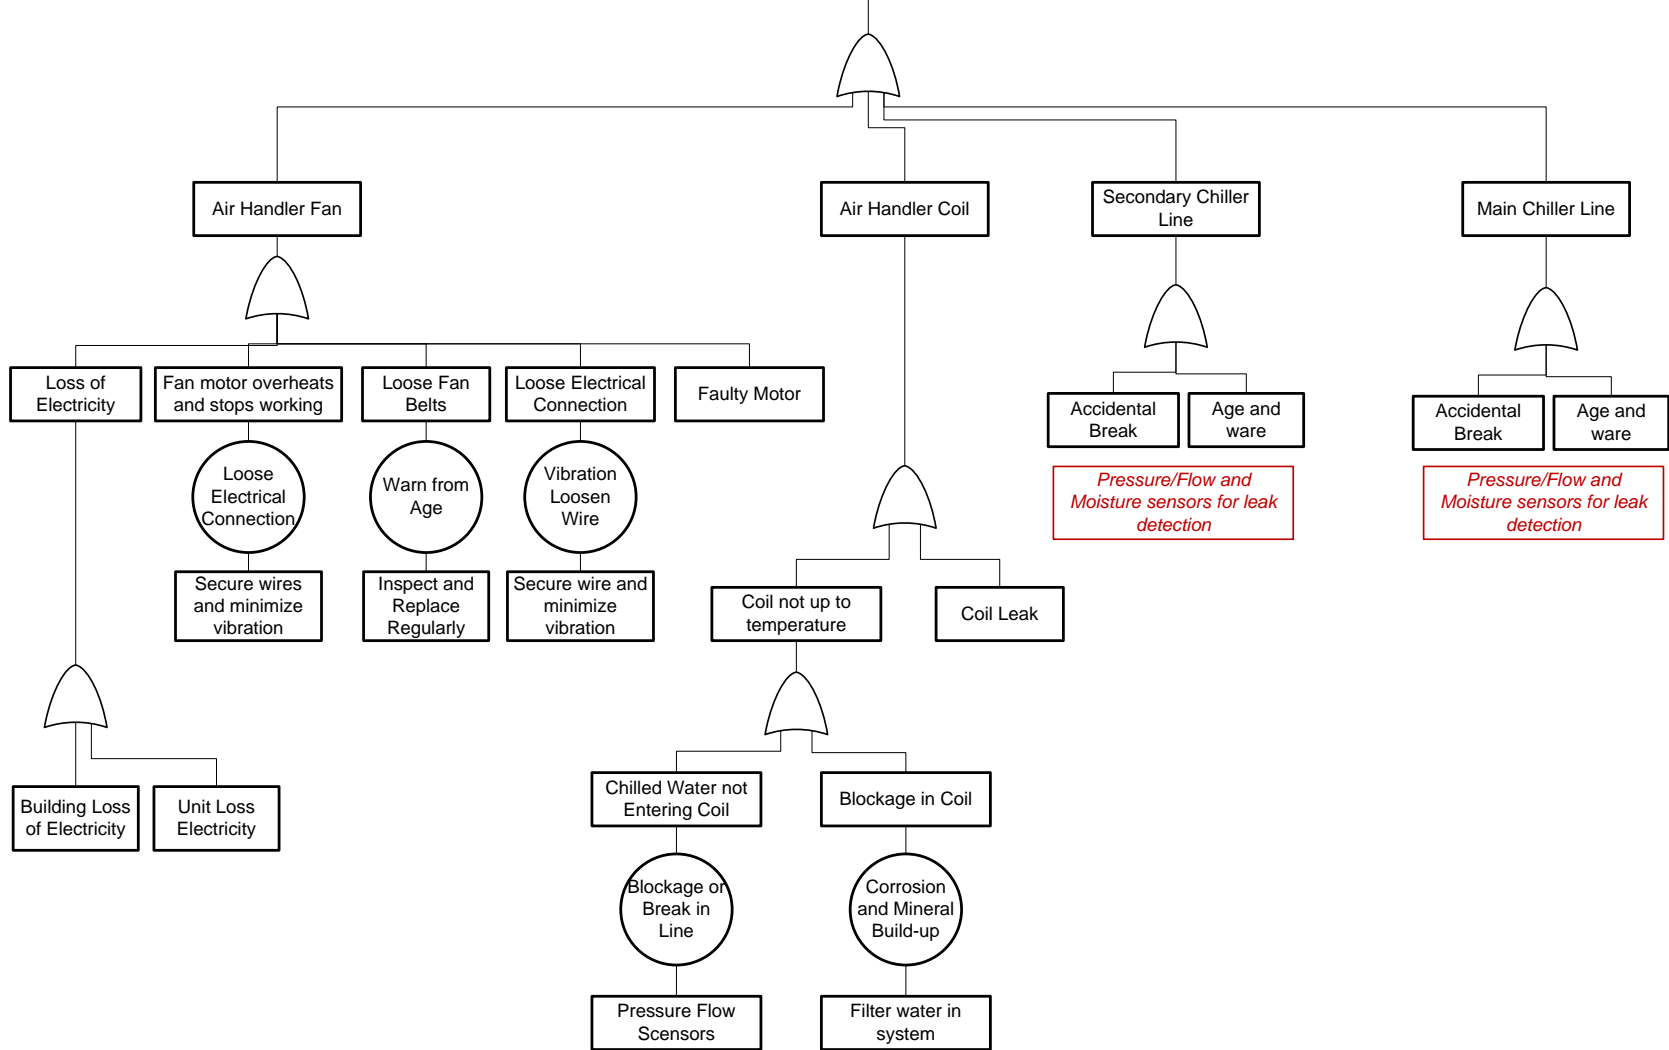 Air Handler Fan
Air Handler Coil
Secondary Chiller
Line
Main Chiller Line
Loss of
Electricity
Fan motor overheats
and stops working
Loose Fan
Belts
Loose Electrical
Connection
Faulty Motor
Accidental
Break
Age and
ware
Accidental
Break
Age and
ware
Loose
Electrical
Connection
Warn from
Age
Vibration
Loosen
Wire
Pressure/Flow and
Moisture sensors for leak
detection
Pressure/Flow and
Moisture sensors for leak
detection
Secure wires
and minimize
vibration
Inspect and
Replace
Regularly
Secure wire and
minimize
vibration
Coil not up to
temperature
Coil Leak
Building Loss
of Electricity
Unit Loss
Electricity
Chilled Water not
Entering Coil
Blockage in Coil
Blockage or
Break in
Line
Corrosion
and Mineral
Build-up
Pressure Flow
Scensors
Filter water in
system